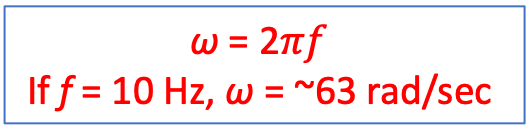 ω = 2πf
If f = 10 Hz, ω = ~63 rad/sec